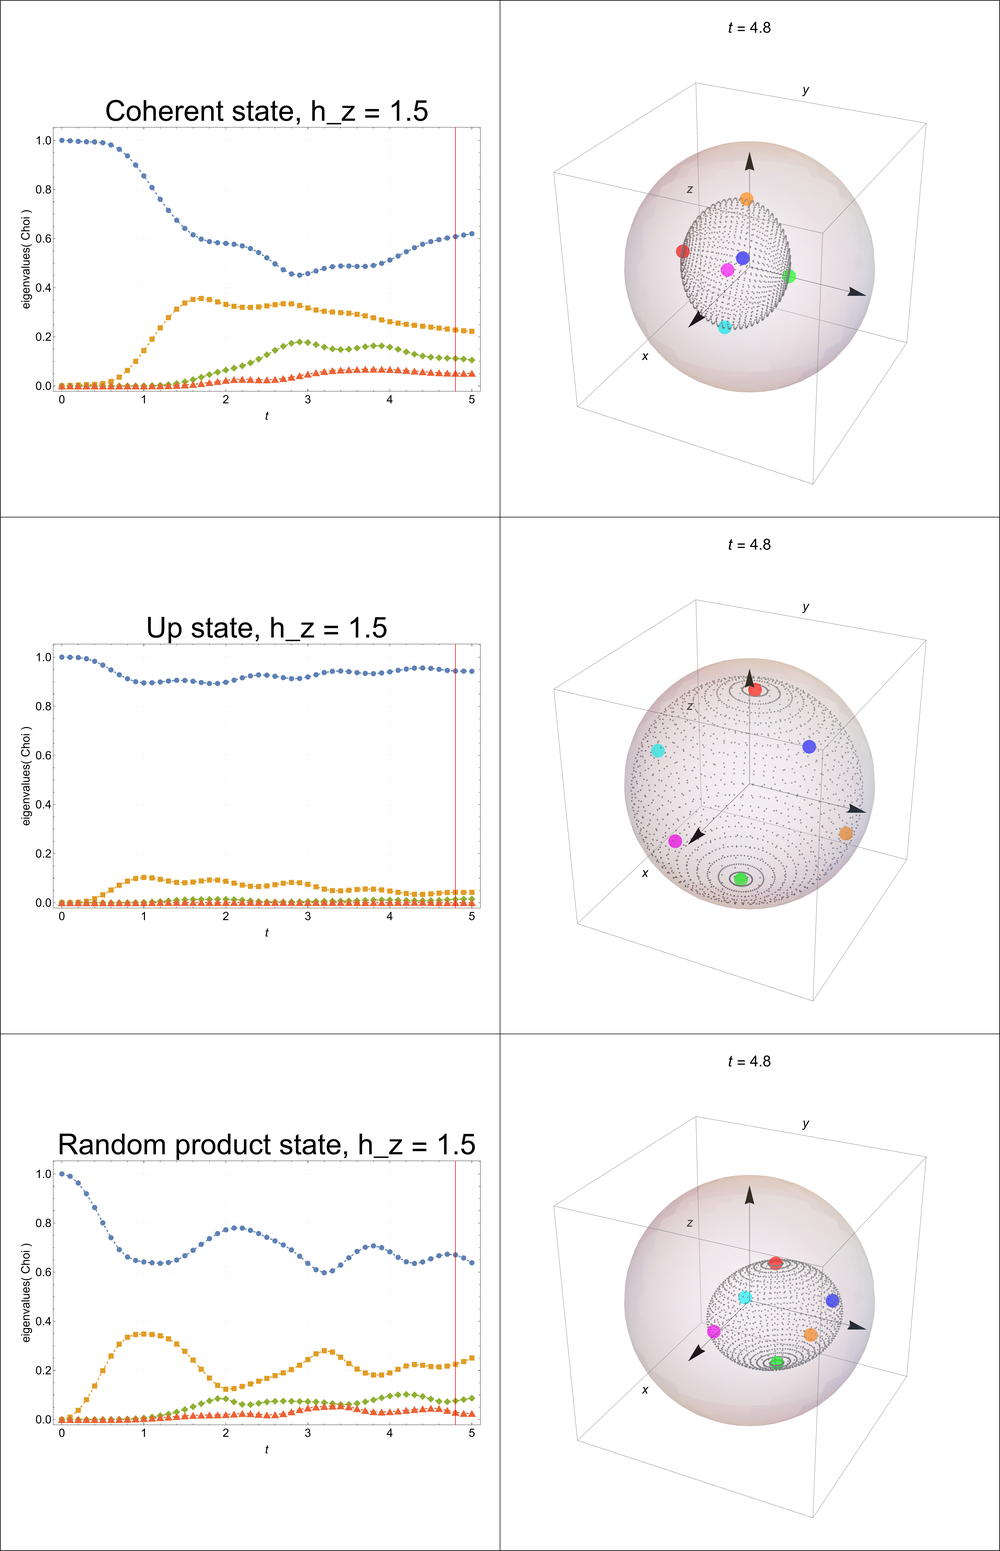 t = 4.8
Coherent state, h_z = 1.5
eigenvalues( Choi )
1.0
0.8
0.6
0.4
0.2
0.0
0 1 2 3 4 5
t
y
z
x
t = 4.8
Up state, h_z = 1.5
eigenvalues( Choi )
1.0
0.8
0.6
0.4
0.2
0.0
0 1 2 3 4 5
t
y
z
x
t = 4.8
Random product state, h_z = 1.5
eigenvalues( Choi )
1.0
0.8
0.6
0.4
0.2
0.0
0 1 2 3 4 5
t
y
z
x